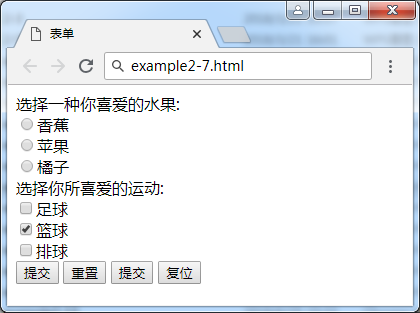 表单
example2-7.html
选择一种你喜爱的水果:
香蕉
苹果
橘子
选择你所喜爱的运动:
足球
篮球
排球
提交 重置 提交 复位